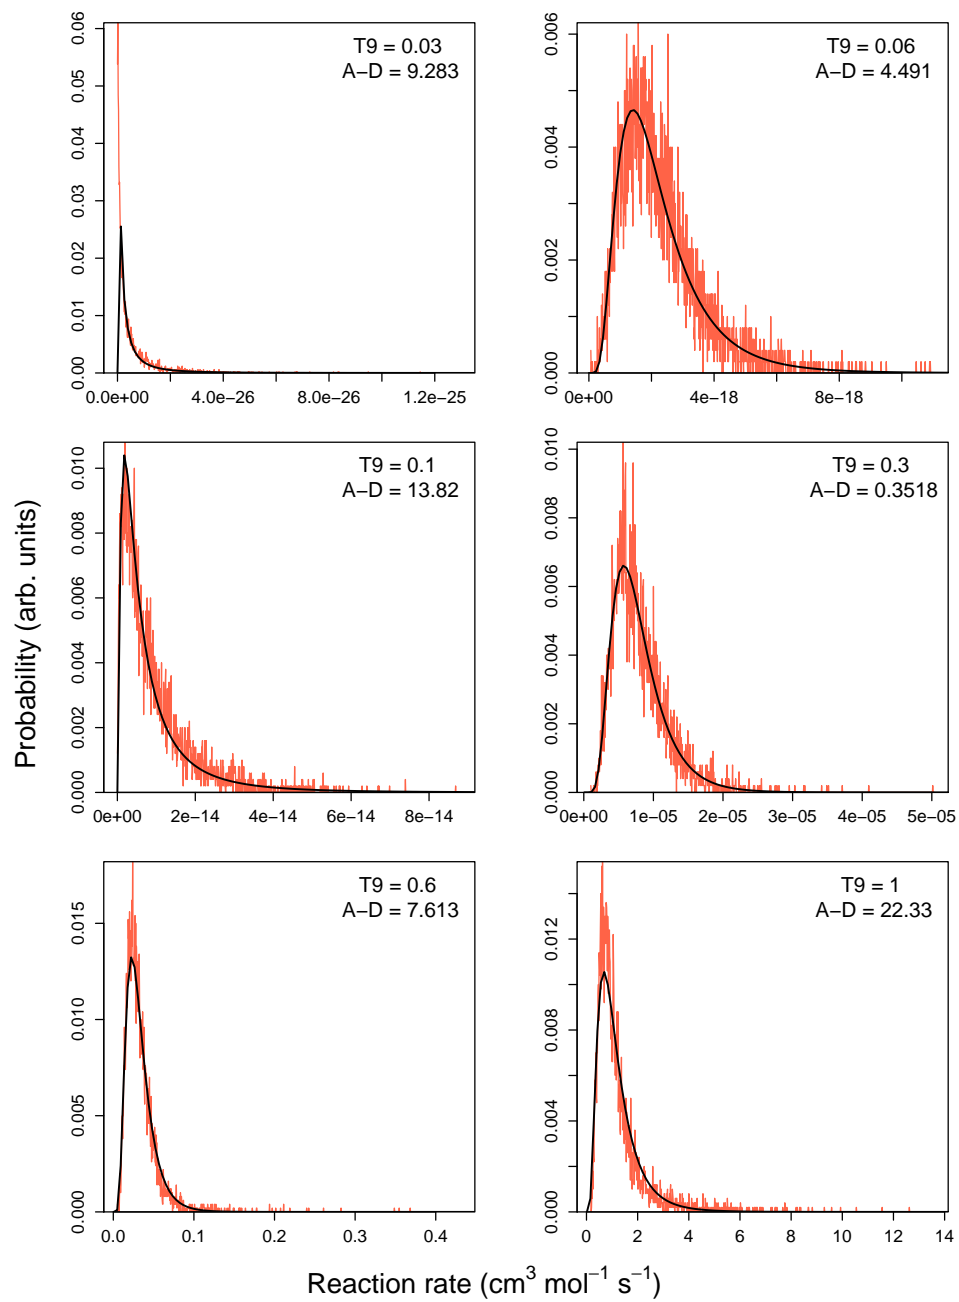 T9 = 0.03
A−D = 9.283
0.00
0.01
0.02
0.03
0.04
0.05
0.06
0.0e+00
4.0e−26
8.0e−26
1.2e−25
T9 = 0.06
A−D = 4.491
0.000
0.002
0.004
0.006
0e+00
4e−18
8e−18
T9 = 0.1
A−D = 13.82
0.000
0.002
0.004
0.006
0.008
0.010
0e+00
2e−14
4e−14
6e−14
8e−14
T9 = 0.3
A−D = 0.3518
0.000
0.002
0.004
0.006
0.008
0.010
0e+00
1e−05
2e−05
3e−05
4e−05
5e−05
T9 = 0.6
A−D = 7.613
0.000
0.005
0.010
0.015
0.0
0.1
0.2
0.3
0.4
T9 = 1
A−D = 22.33
0.000
0.004
0.008
0.012
0
2
4
6
8
10
12
14
Probability (arb. units)
Reaction rate (cm³ mol⁻¹ s⁻¹)